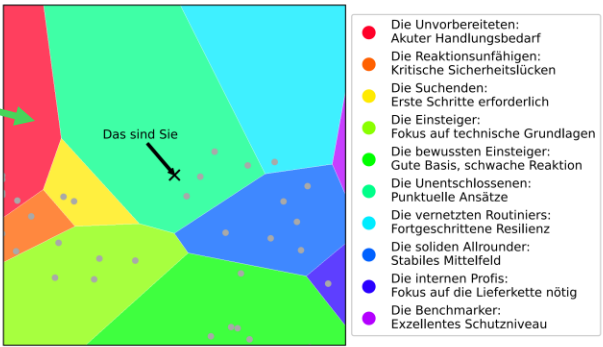 Das sind Sie
Die Unvorbereiteten:
Akuter Handlungsbedarf
Die Reaktionsunfähigen:
Kritische Sicherheitslücken
Die Suchenden:
Erste Schritte erforderlich
Die Einsteiger:
Fokus auf technische Grundlagen
Die bewussten Einsteiger:
Gute Basis, schwache Reaktion
Die Unentschlossenen:
Punktuelle Ansätze
Die vernetzten Routiniers:
Fortgeschrittene Resilienz
Die soliden Allrounder:
Stabiles Mittelfeld
Die internen Profis:
Fokus auf die Lieferkette nötig
Die Benchmarker:
Exzellentes Schutzniveau